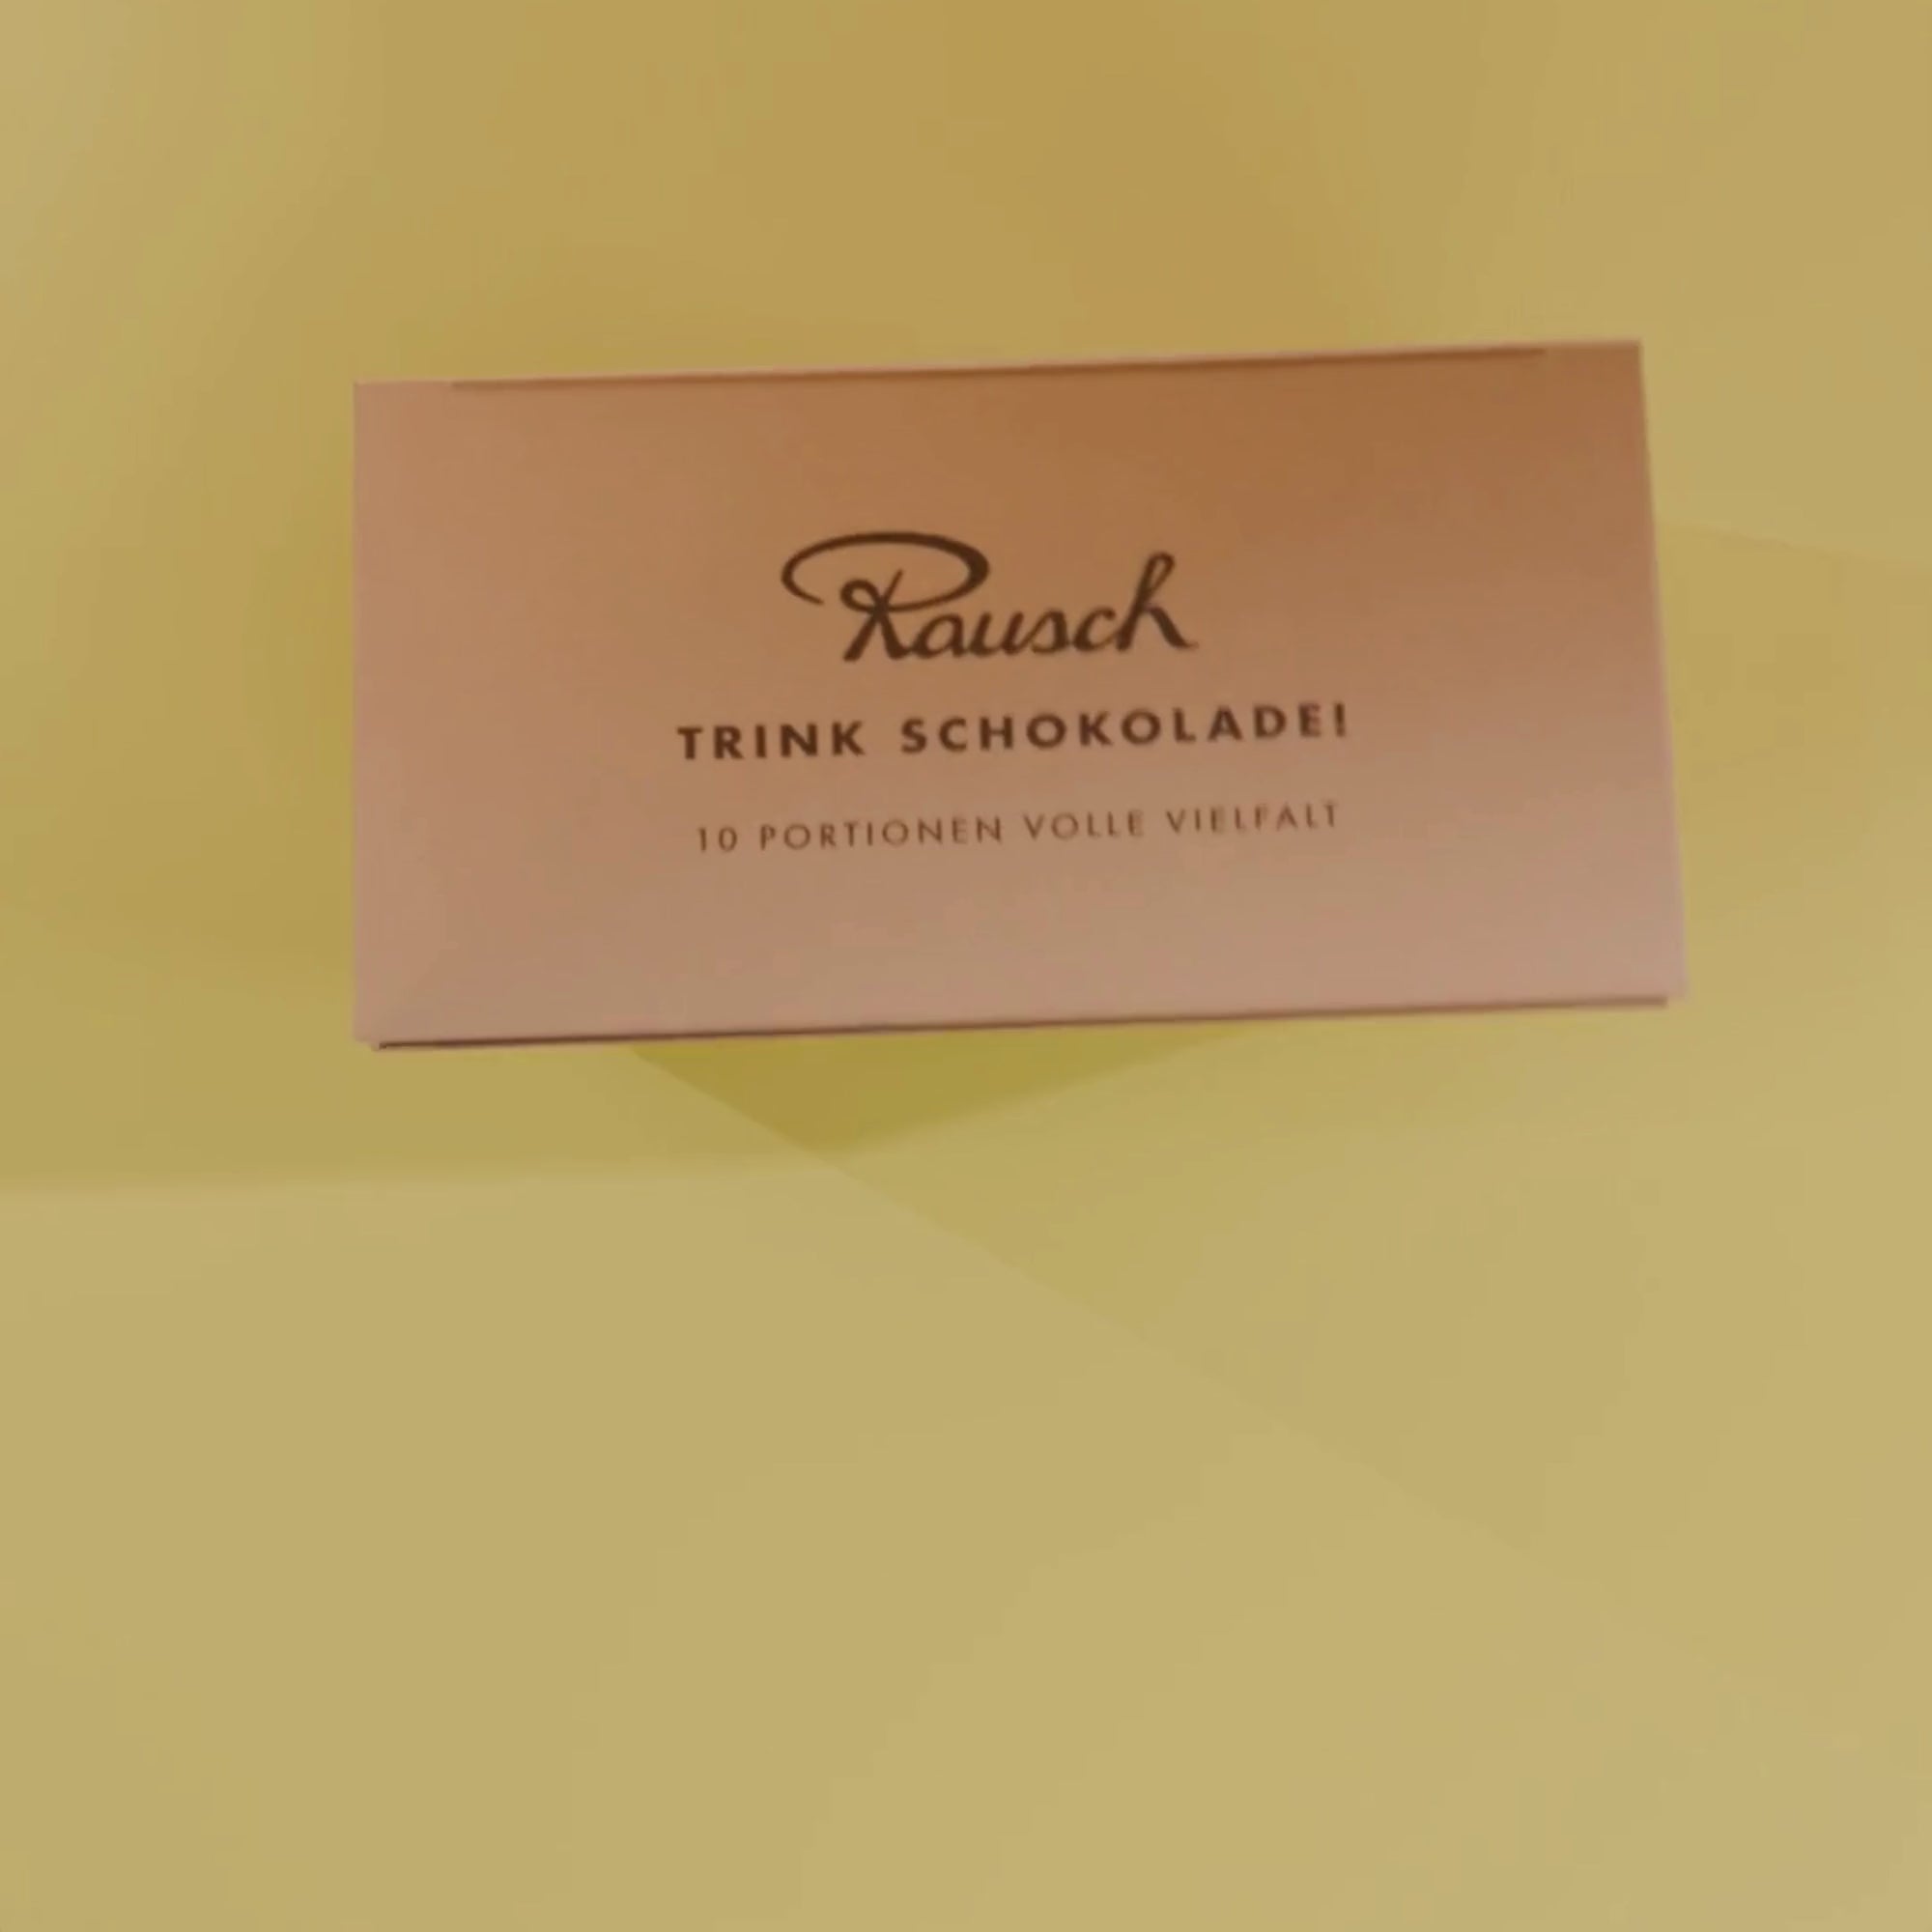 Rausch
TRINK SCHOKOLADE!
10 PORTIONEN VOLLE VIELFALT